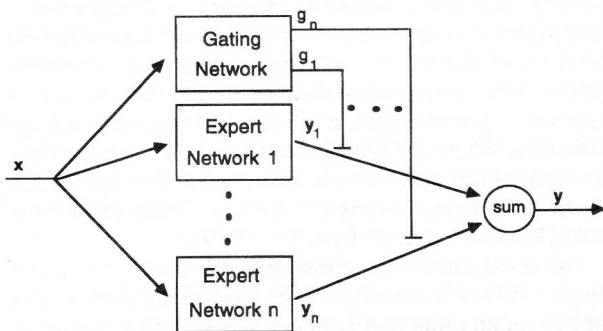 Gating
Network
g_n
g_1
x
Expert
Network 1
y_1
sum
y
Expert
Network n
y_n